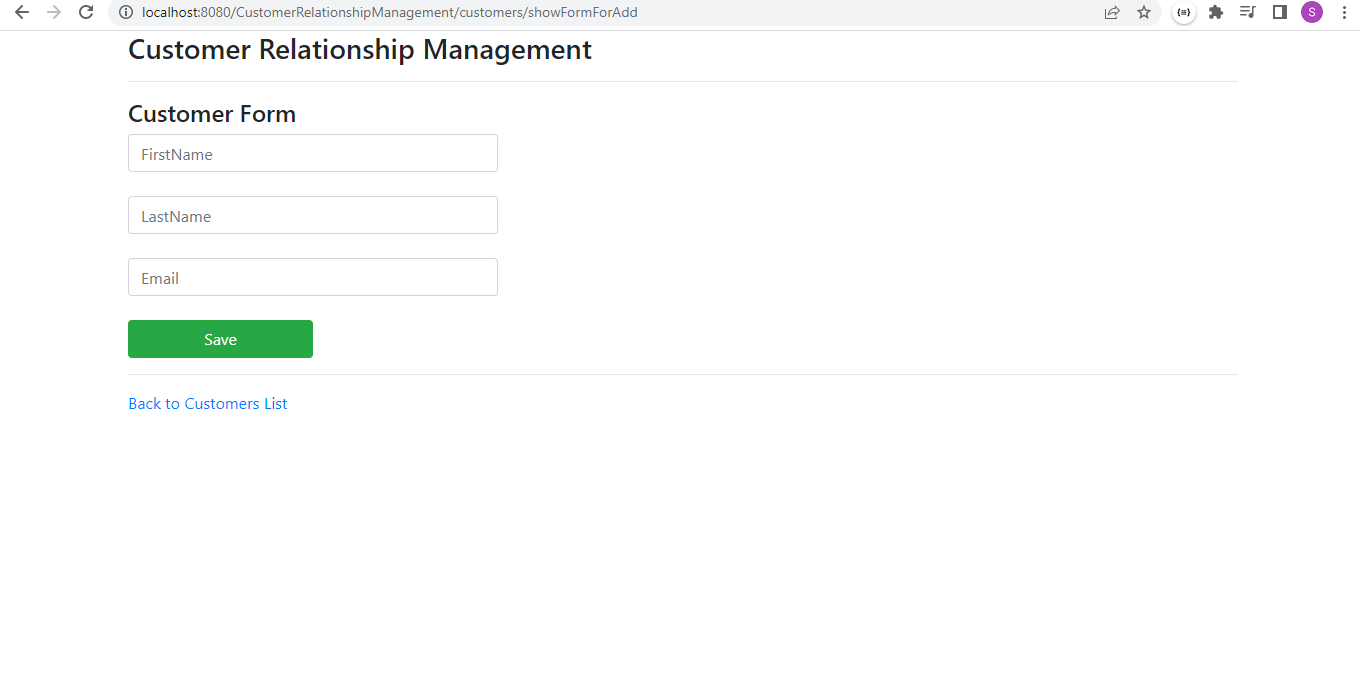 localhost:8080/CustomerRelationshipManagement/customers/showFormForAdd
S
Customer Relationship Management
Customer Form
FirstName
LastName
Email
Save
Back to Customers List